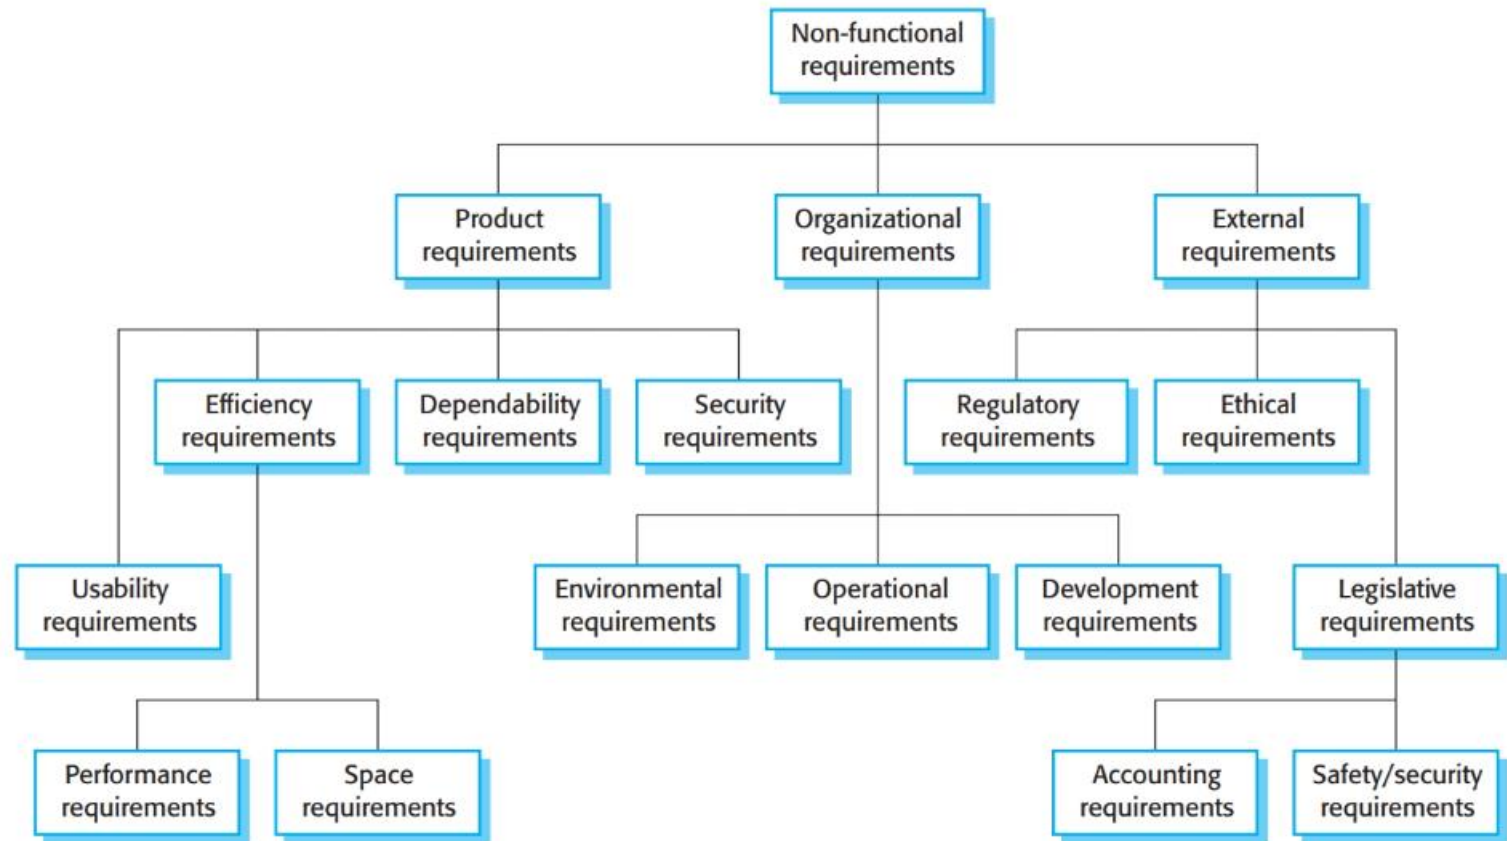 Non-functional
requirements
Product
requirements
Organizational
requirements
External
requirements
Efficiency
requirements
Dependability
requirements
Security
requirements
Regulatory
requirements
Ethical
requirements
Usability
requirements
Environmental
requirements
Operational
requirements
Development
requirements
Legislative
requirements
Performance
requirements
Space
requirements
Accounting
requirements
Safety/security
requirements